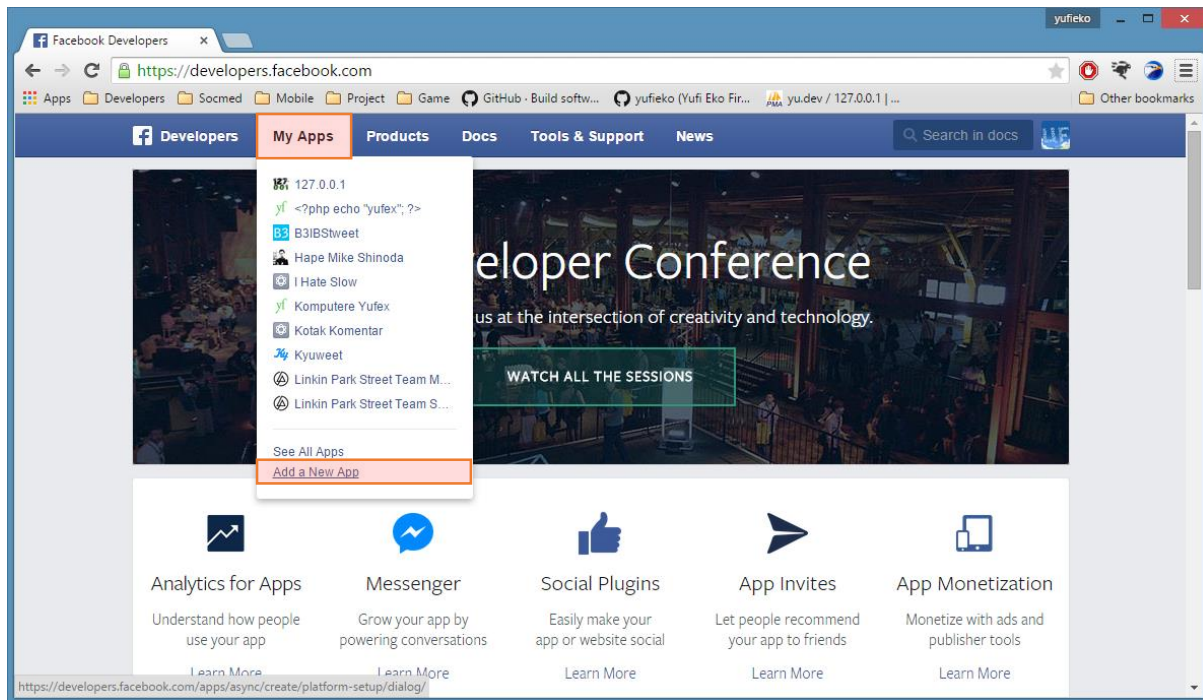 yufieko
Facebook Developers
https://developers.facebook.com
Apps Developers Socmed Mobile Project Game GitHub · Build softw... yufieko (Yufi Eko Fir... yu.dev / 127.0.0.1 |... Other bookmarks
Developers My Apps Products Docs Tools & Support News Search in docs
127.0.0.1
<?php echo "yufex"; ?>
B3IBStweet
Hape Mike Shinoda
I Hate Slow
Komputere Yufex
Kotak Komentar
Kyuweet
Linkin Park Street Team M...
Linkin Park Street Team S...
See All Apps
Add a New App
eloper Conference
us at the intersection of creativity and technology.
WATCH ALL THE SESSIONS
Analytics for Apps
Understand how people
use your app
Learn More
Messenger
Grow your app by
powering conversations
Learn More
Social Plugins
Easily make your
app or website social
Learn More
App Invites
Let people recommend
your app to friends
Learn More
App Monetization
Monetize with ads and
publisher tools
Learn More
https://developers.facebook.com/apps/async/create/platform-setup/dialog/